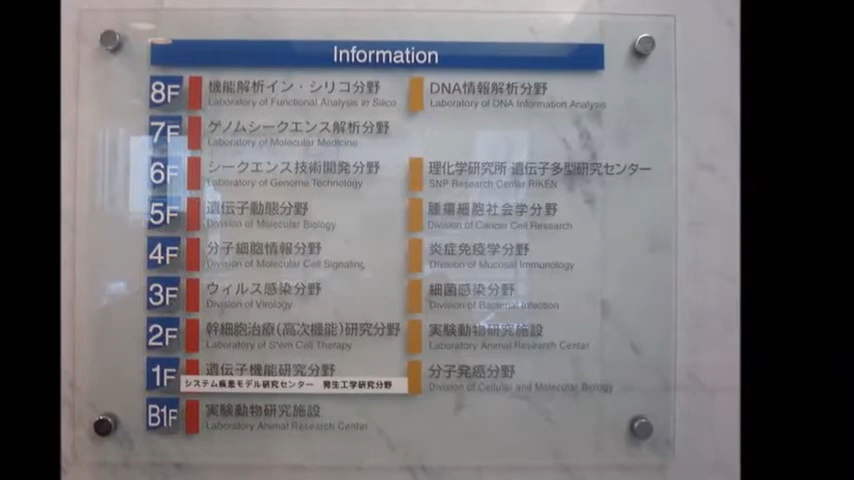 Information
8F 機能解析イン・シリコ分野 DNA情報解析分野
Laboratory of Functional Analysis in Silico Laboratory of DNA Information Analysis
7F ゲノムシークエンス解析分野
Laboratory of Molecular Medicine
6F シークエンス技術開発分野 理化学研究所 遺伝子多型研究センター
Laboratory of Genome Technology SNP Research Center RIKEN
5F 遺伝子動態分野 腫瘍細胞社会学分野
Division of Molecular Biology Division of Cancer Cell Research
4F 分子細胞情報分野 炎症免疫学分野
Division of Molecular Cell Signaling Division of Mucosal Immunology
3F ウィルス感染分野 細菌感染分野
Division of Virology Division of Bacterial Infection
2F 幹細胞治療(高次機能)研究分野 実験動物研究施設
Laboratory of Stem Cell Therapy Laboratory Animal Research Center
1F 遺伝子機能研究分野 分子発癌分野
システム疾患モデル研究センター 発生工学研究分野 Division of Cellular and Molecular Biology
B1F 実験動物研究施設
Laboratory Animal Research Center